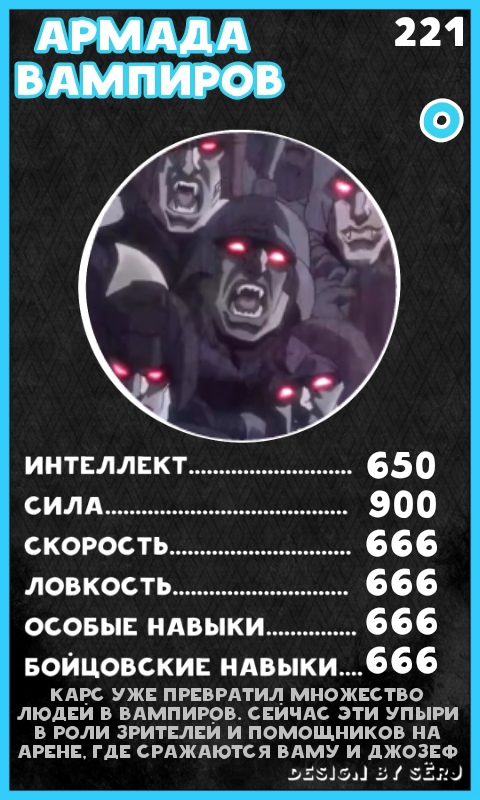 АРМАДА
ВАМПИРОВ
221
ИНТЕЛЛЕКТ........................... 650
СИЛА........................................ 900
СКОРОСТЬ.............................. 666
ЛОВКОСТЬ............................. 666
ОСОБЫЕ НАВЫКИ............... 666
БОЙЦОВСКИЕ НАВЫКИ.... 666
КАРС УЖЕ ПРЕВРАТИЛ МНОЖЕСТВО
ЛЮДЕЙ В ВАМПИРОВ. СЕЙЧАС ЭТИ УПЫРИ
В РОЛИ ЗРИТЕЛЕЙ И ПОМОЩНИКОВ НА
АРЕНЕ, ГДЕ СРАЖАЮТСЯ ВАМУ И ДЖОЗЕФ
DESIGN BY SЁRJ